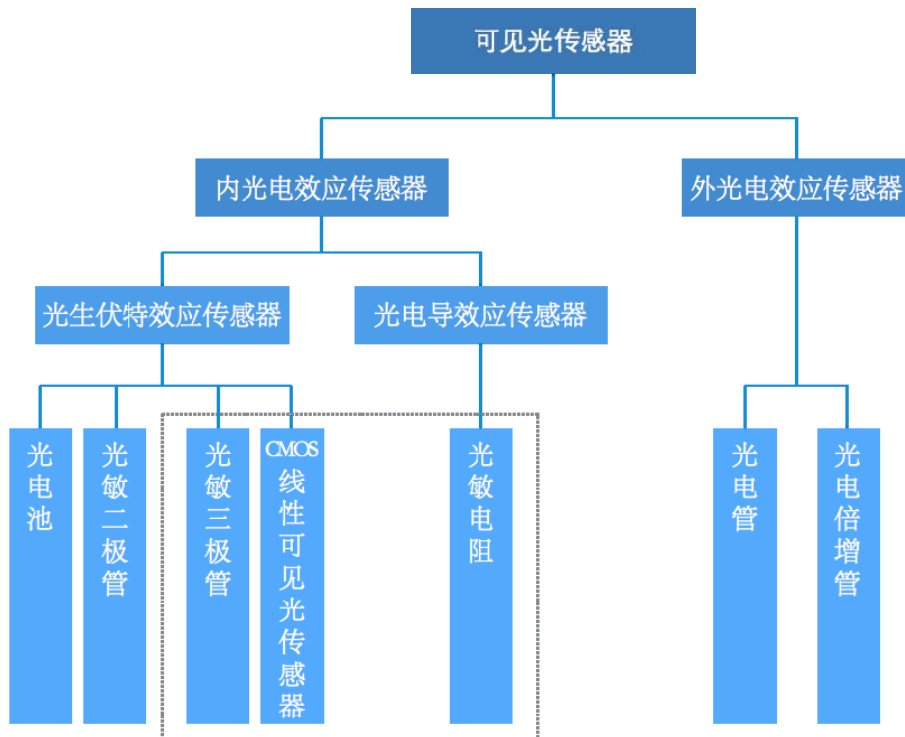 可见光传感器
内光电效应传感器
外光电效应传感器
光生伏特效应传感器
光电导效应传感器
光电池
光敏二极管
光敏三极管
CMOS线性可见光传感器
光敏电阻
光电管
光电倍增管